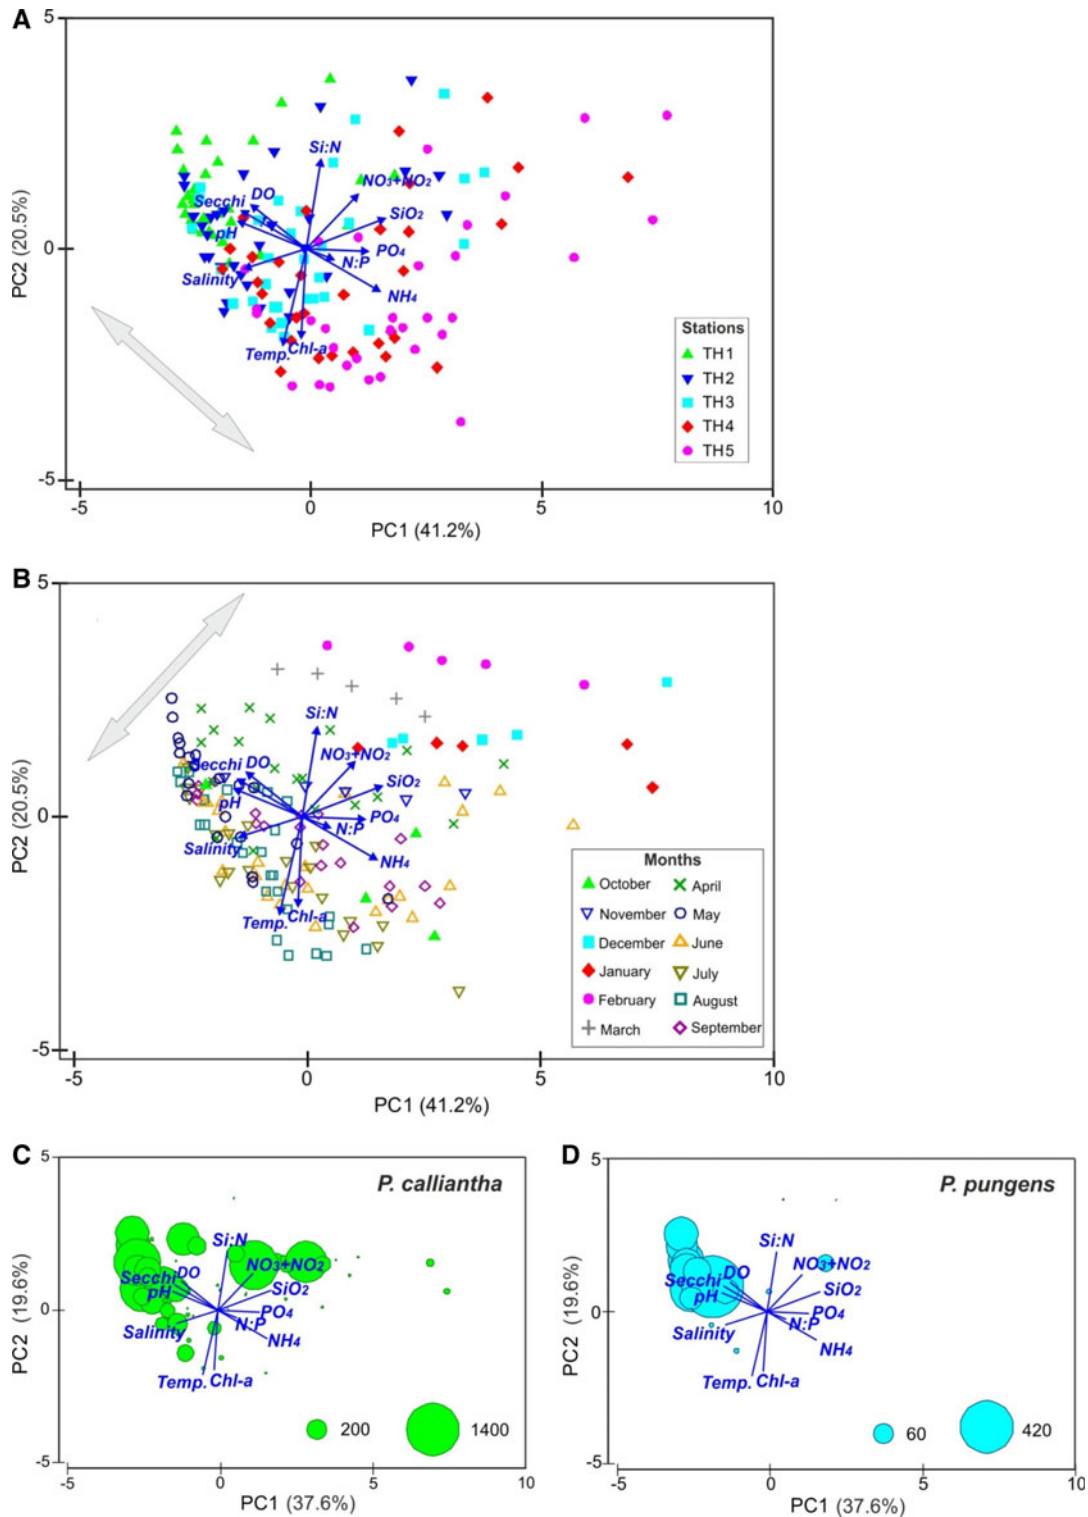 A
5
0
-5
-5
0
5
10
PC2 (20.5%)
PC1 (41.2%)
Si:N
NO3+NO2
Secchi
DO
SiO2
pH
PO4
N:P
Salinity
NH4
Temp.
Chl-a
Stations
TH1
TH2
TH3
TH4
TH5
B
5
0
-5
-5
0
5
10
PC2 (20.5%)
PC1 (41.2%)
Si:N
NO3+NO2
Secchi
DO
SiO2
pH
PO4
N:P
Salinity
NH4
Temp.
Chl-a
Months
October
April
November
May
December
June
January
July
February
August
March
September
C
5
0
-5
-5
0
5
10
PC2 (19.6%)
PC1 (37.6%)
P. calliantha
Si:N
NO3+NO2
Secchi
DO
SiO2
pH
PO4
N:P
Salinity
NH4
Temp.
Chl-a
200
1400
D
5
0
-5
-5
0
5
10
PC2 (19.6%)
PC1 (37.6%)
P. pungens
Si:N
NO3+NO2
DO
Secchi
SiO2
pH
PO4
N:P
Salinity
NH4
Temp.
Chl-a
60
420